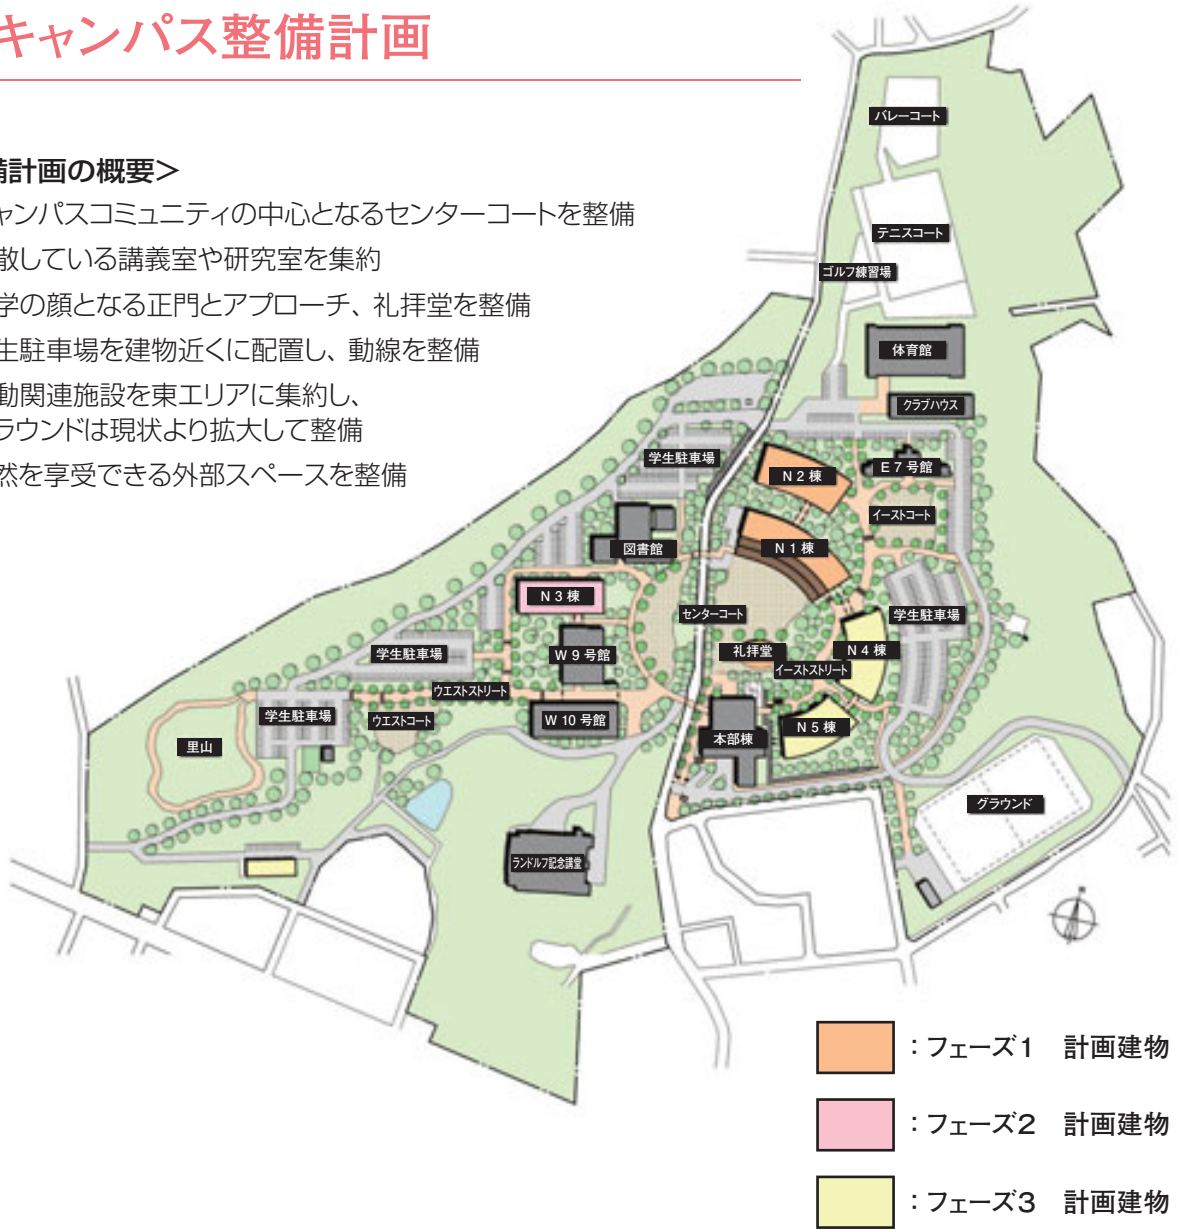 キャンパス整備計画
備計画の概要＞
ャンパスコミュニティの中心となるセンターコートを整備
散している講義室や研究室を集約
学の顔となる正門とアプローチ、礼拝堂を整備
生駐車場を建物近くに配置し、動線を整備
動関連施設を東エリアに集約し、
ラウンドは現状より拡大して整備
然を享受できる外部スペースを整備
バレーコート
テニスコート
ゴルフ練習場
体育館
クラブハウス
学生駐車場
N 2 棟
E 7 号館
イーストコート
図書館
N 1 棟
N 3 棟
センターコート
学生駐車場
学生駐車場
W 9 号館
礼拝堂
N 4 棟
イーストストリート
ウエストストリート
学生駐車場
ウエストコート
W 10 号館
N 5 棟
本部棟
里山
グラウンド
ランドルフ記念講堂
：フェーズ1　計画建物
：フェーズ2　計画建物
：フェーズ3　計画建物